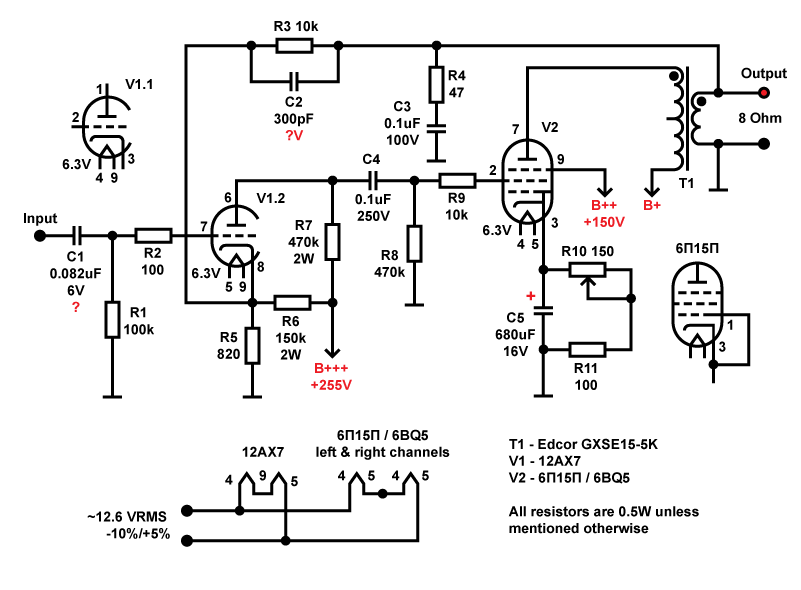 R3 10k
C2
300pF
?V
R4
47
C3
0.1uF
100V
Output
8 Ohm
T1
B+
V1.1
1
2
6.3V
4 9
3
V2
7
9
2
B++
+150V
6.3V
4 5
3
C4
0.1uF
250V
R9
10k
V1.2
6
7
6.3V
5 9
8
Input
C1
0.082uF
6V
?
R2
100
R1
100k
R7
470k
2W
R8
470k
R5
820
R6
150k
2W
B+++
+255V
R10 150
+
C5
680uF
16V
R11
100
6П15П
1
3
12AX7
4 9 5
6П15П / 6BQ5
left & right channels
4 5 4 5
~12.6 VRMS
-10%/+5%
T1 - Edcor GXSE15-5K
V1 - 12AX7
V2 - 6П15П / 6BQ5
All resistors are 0.5W unless
mentioned otherwise